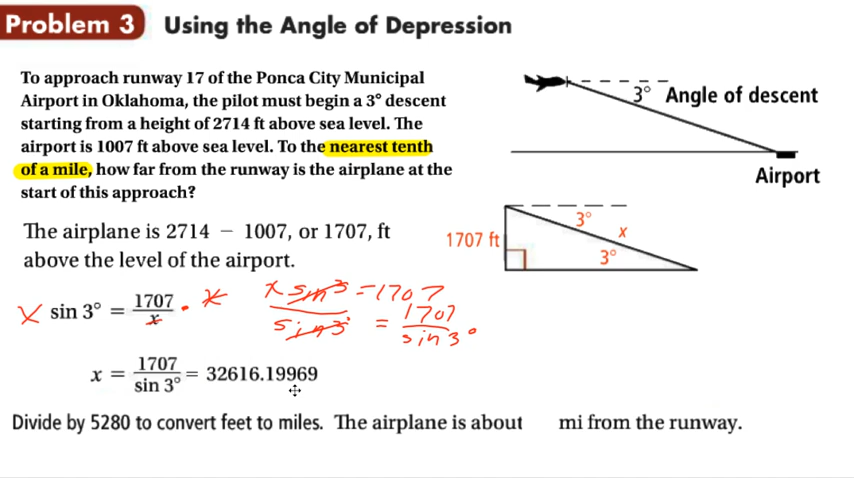 Problem 3 Using the Angle of Depression
To approach runway 17 of the Ponca City Municipal
Airport in Oklahoma, the pilot must begin a 3° descent
starting from a height of 2714 ft above sea level. The
airport is 1007 ft above sea level. To the nearest tenth
of a mile, how far from the runway is the airplane at the
start of this approach?
3° Angle of descent
Airport
The airplane is 2714 − 1007, or 1707, ft
above the level of the airport.
1707 ft
3°
x
3°
x sin 3° = 1707/x · x
x sin 3° = 1707
sin 3° = 1707/sin 3°
x = 1707/sin 3° = 32616.19969
Divide by 5280 to convert feet to miles. The airplane is about mi from the runway.